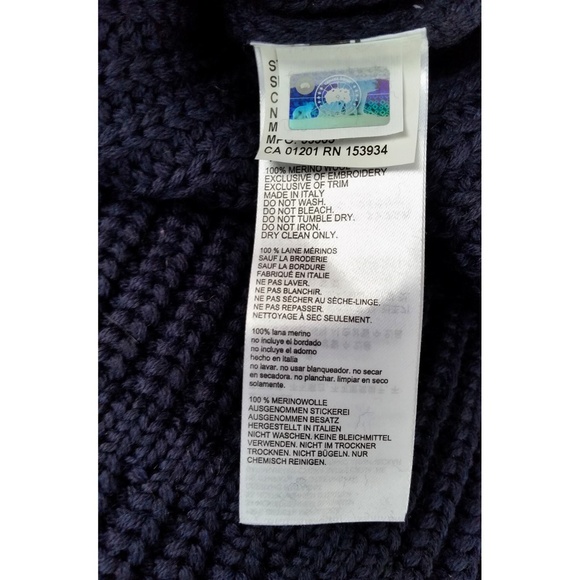 CA 01201 RN 153934
100% MERINO WOOL
EXCLUSIVE OF EMBROIDERY
EXCLUSIVE OF TRIM
MADE IN ITALY
DO NOT WASH.
DO NOT BLEACH.
DO NOT TUMBLE DRY.
DO NOT IRON.
DRY CLEAN ONLY.
100 % LAINE MÉRINOS
SAUF LA BRODERIE
SAUF LA BORDURE
FABRIQUÉ EN ITALIE
NE PAS LAVER.
NE PAS BLANCHIR.
NE PAS SÉCHER AU SÈCHE-LINGE.
NE PAS REPASSER.
NETTOYAGE À SEC SEULEMENT.
100% lana merino
no incluye el bordado
no incluye el adorno
hecho en italia
no lavar. no usar blanqueador. no secar
en secadora. no planchar. limpiar en seco
solamente.
100 % MERINOWOLLE
AUSGENOMMEN STICKEREI
AUSGENOMMEN BESATZ
HERGESTELLT IN ITALIEN
NICHT WASCHEN. KEINE BLEICHMITTEL
VERWENDEN. NICHT IM TROCKNER
TROCKNEN. NICHT BÜGELN. NUR
CHEMISCH REINIGEN.